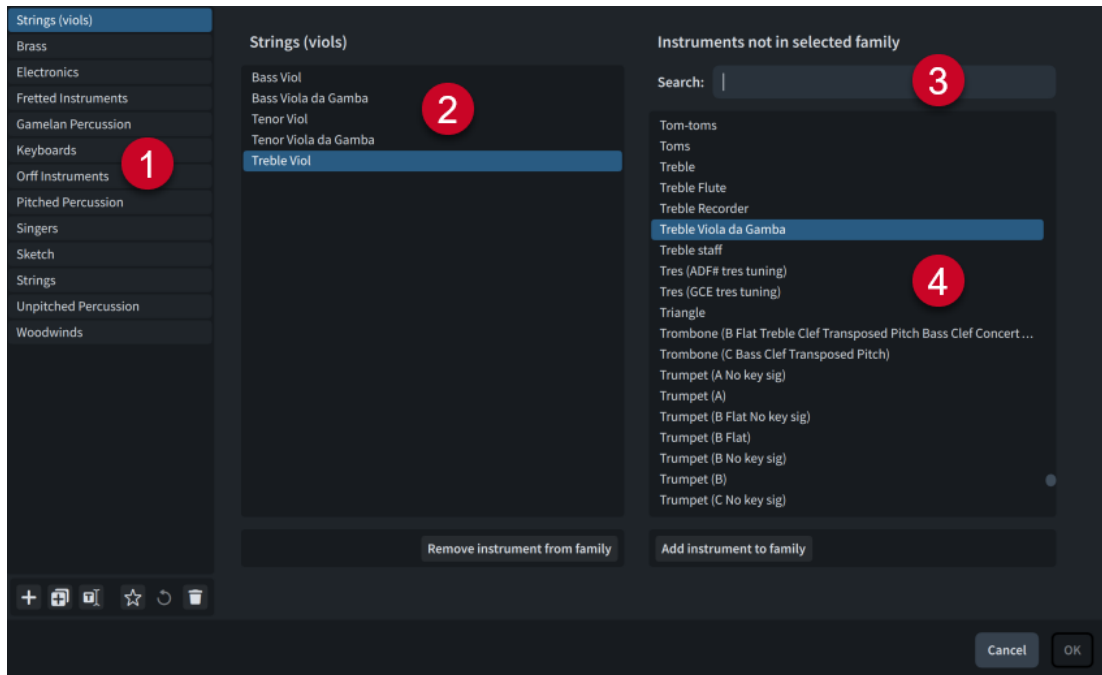 Strings (viols)
Brass
Electronics
Fretted Instruments
Gamelan Percussion
Keyboards
Orff Instruments
Pitched Percussion
Singers
Sketch
Strings
Unpitched Percussion
Woodwinds
1
Strings (viols)
Bass Viol
Bass Viola da Gamba
Tenor Viol
Tenor Viola da Gamba
Treble Viol
2
Remove instrument from family
Instruments not in selected family
Search:
3
Tom-toms
Toms
Treble
Treble Flute
Treble Recorder
Treble Viola da Gamba
Treble staff
Tres (ADF# tres tuning)
Tres (GCE tres tuning)
Triangle
Trombone (B Flat Treble Clef Transposed Pitch Bass Clef Concert ...
Trombone (C Bass Clef Transposed Pitch)
Trumpet (A No key sig)
Trumpet (A)
Trumpet (B Flat No key sig)
Trumpet (B Flat)
Trumpet (B No key sig)
Trumpet (B)
Trumpet (C No key sig)
4
Add instrument to family
Cancel
OK